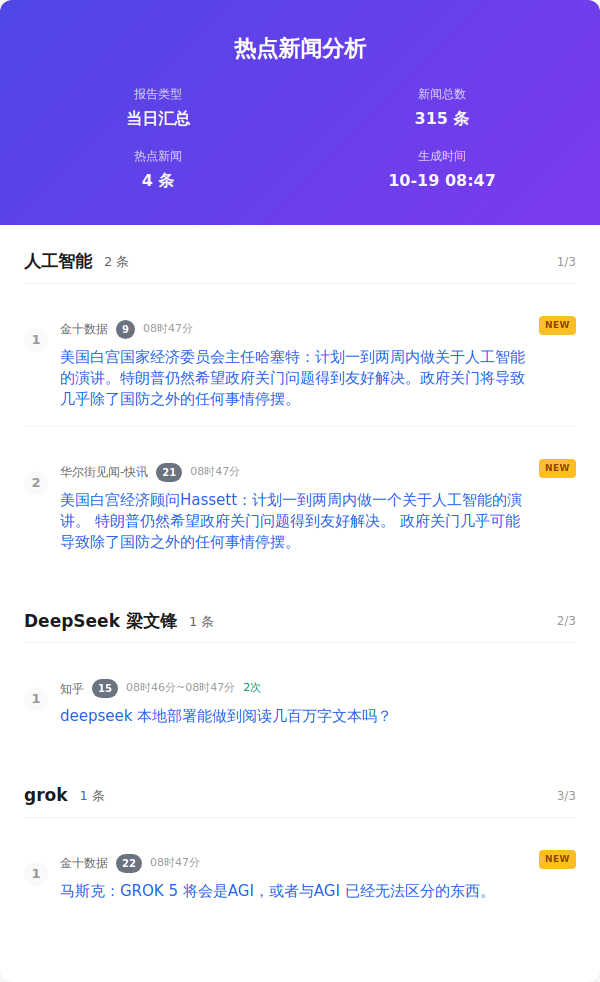 热点新闻分析
报告类型
新闻总数
当日汇总
315 条
热点新闻
生成时间
4 条
10-19 08:47
人工智能 2 条 1/3
1 金十数据 9 08时47分 NEW
美国白宫国家经济委员会主任哈塞特：计划一到两周内做关于人工智能
的演讲。特朗普仍然希望政府关门问题得到友好解决。政府关门将导致
几乎除了国防之外的任何事情停摆。
2 华尔街见闻-快讯 21 08时47分 NEW
美国白宫经济顾问Hassett：计划一到两周内做一个关于人工智能的演
讲。 特朗普仍然希望政府关门问题得到友好解决。 政府关门几乎可能
导致除了国防之外的任何事情停摆。
DeepSeek 梁文锋 1 条 2/3
1 知乎 15 08时46分~08时47分 2次
deepseek 本地部署能做到阅读几百万字文本吗？
grok 1 条 3/3
1 金十数据 22 08时47分 NEW
马斯克：GROK 5 将会是AGI，或者与AGI 已经无法区分的东西。